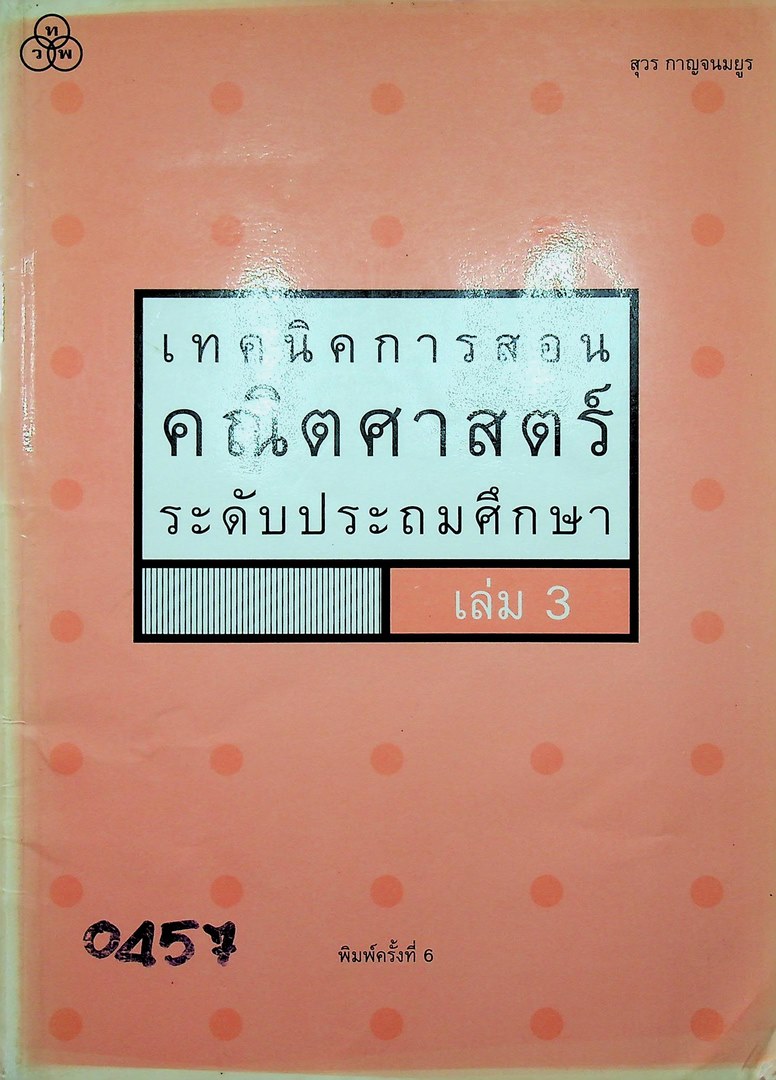 ท
ว พ
สุวร กาญจนมยูร
เทคนิคการสอน
คณิตศาสตร์
ระดับประถมศึกษา
เล่ม 3
0457
พิมพ์ครั้งที่ 6